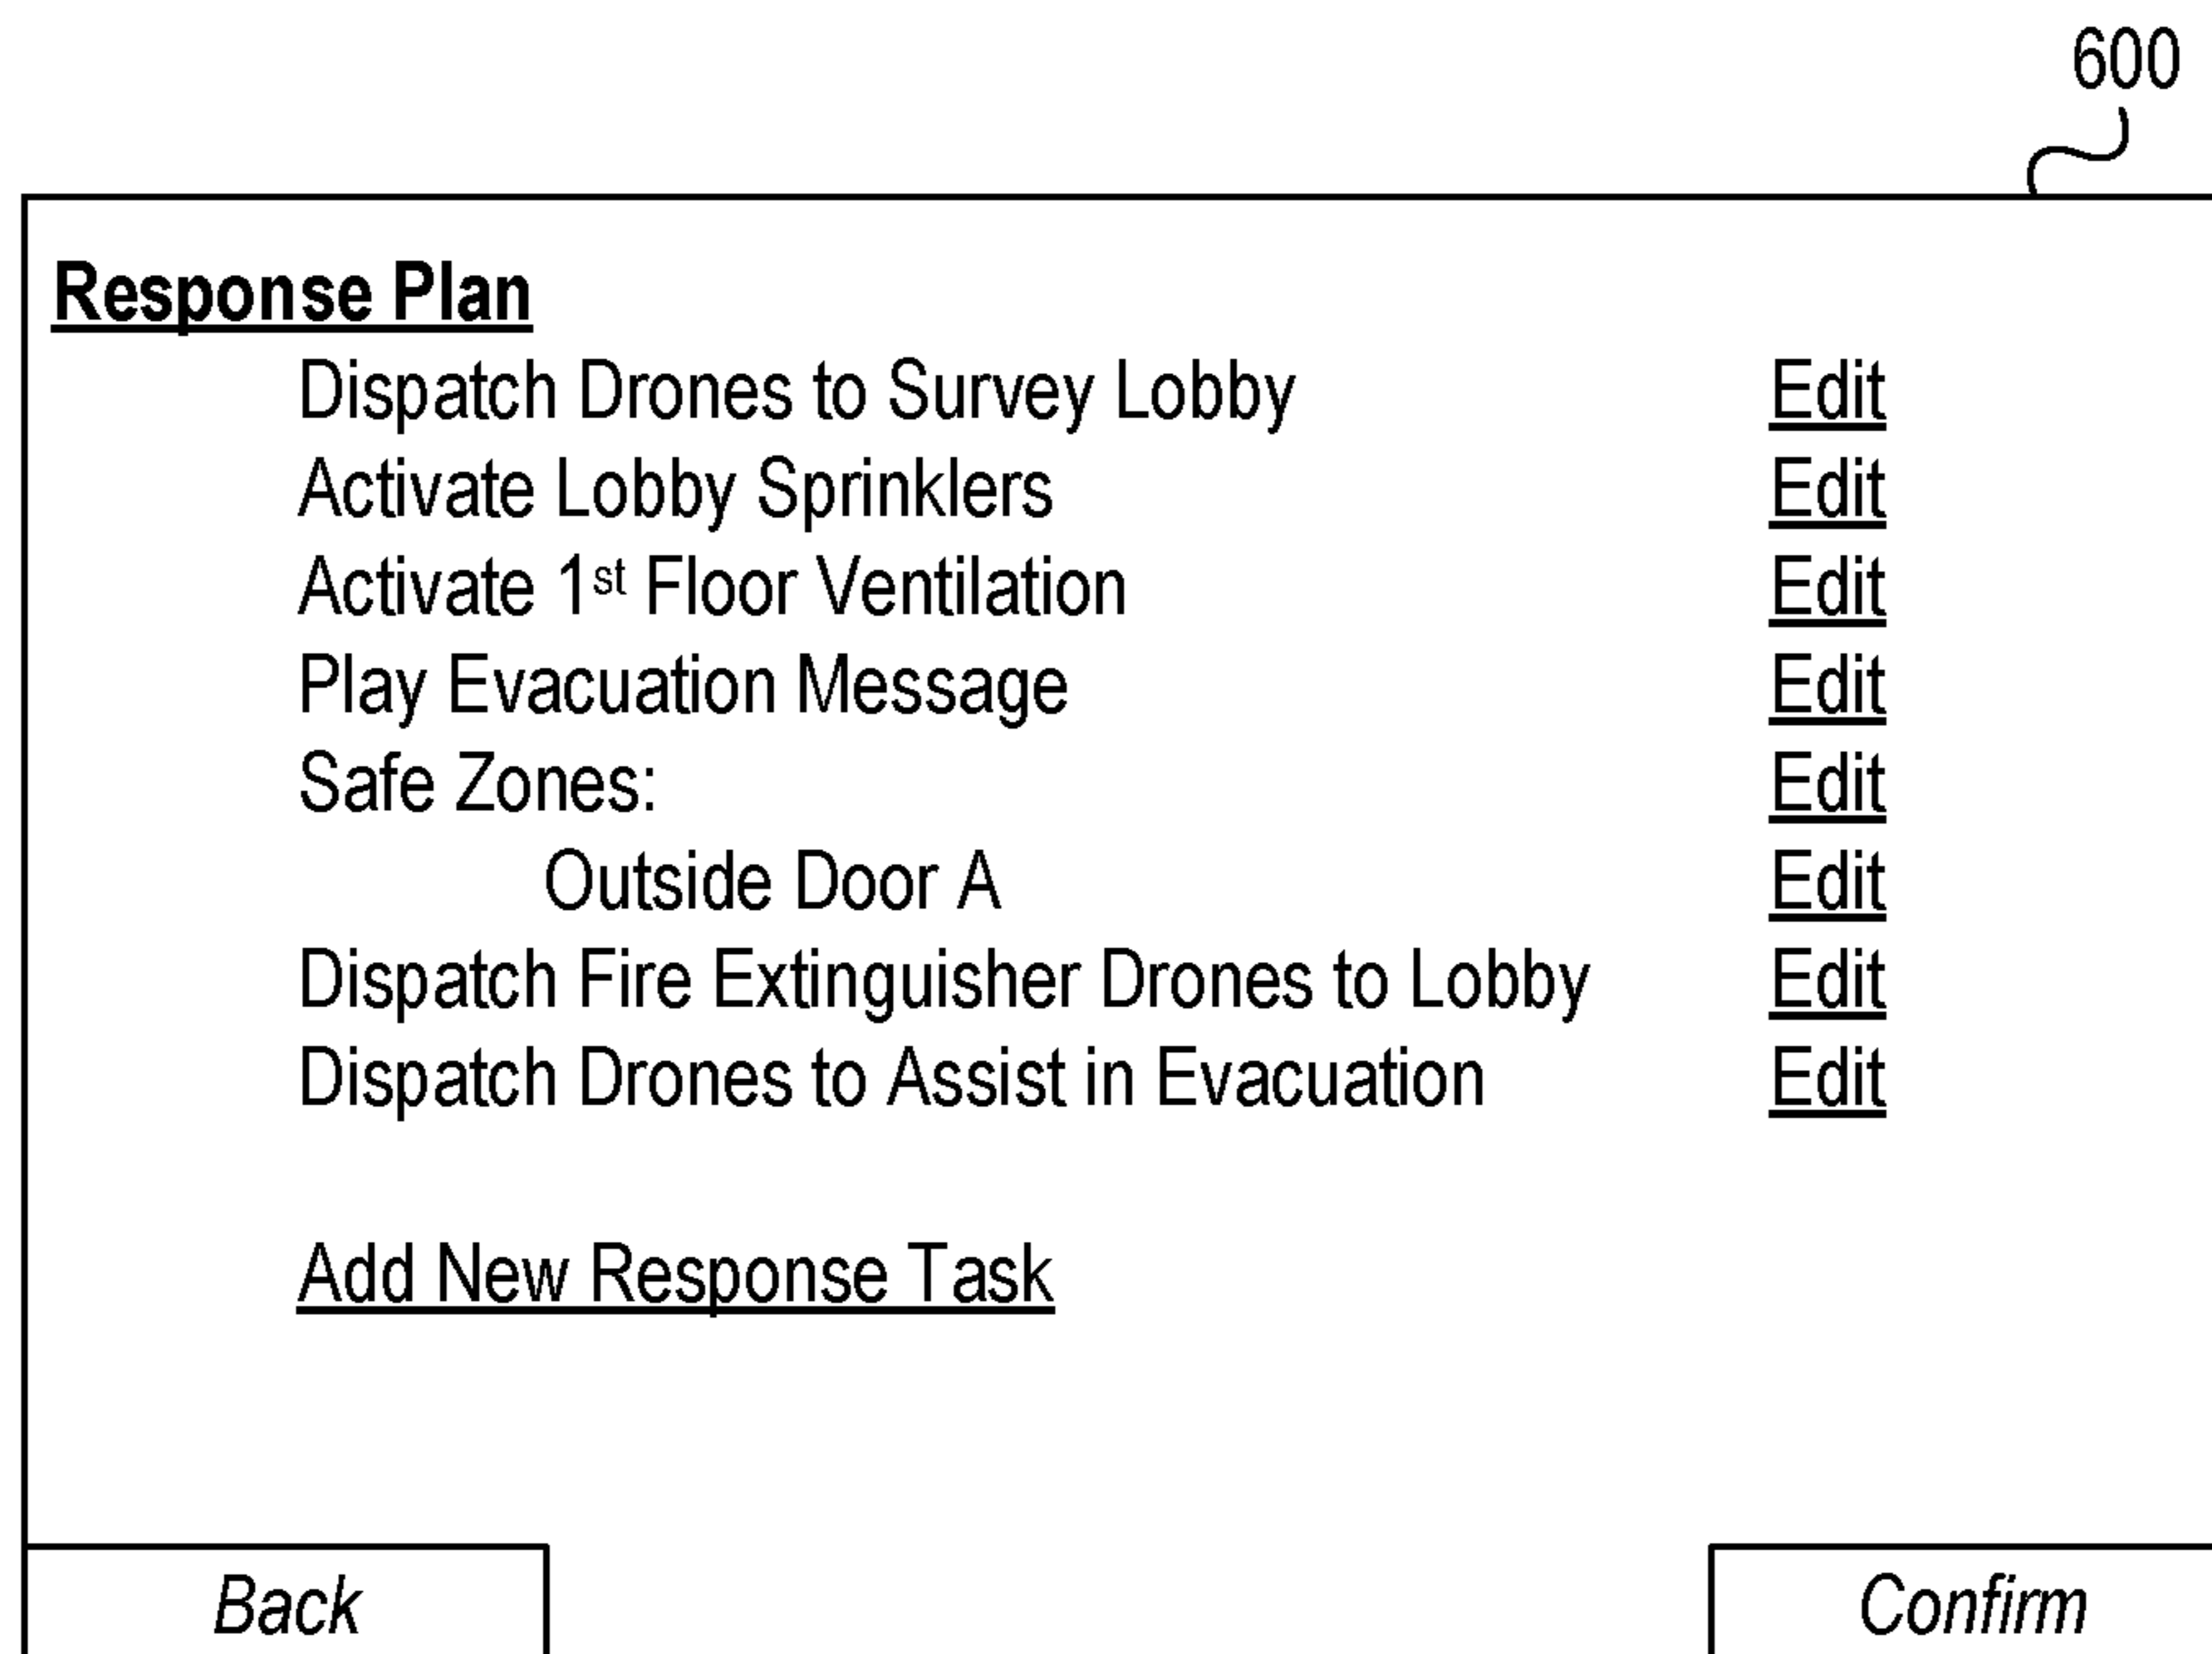 600
Response Plan
Dispatch Drones to Survey Lobby Edit
Activate Lobby Sprinklers Edit
Activate 1st Floor Ventilation Edit
Play Evacuation Message Edit
Safe Zones: Edit
Outside Door A Edit
Dispatch Fire Extinguisher Drones to Lobby Edit
Dispatch Drones to Assist in Evacuation Edit
Add New Response Task
Back Confirm